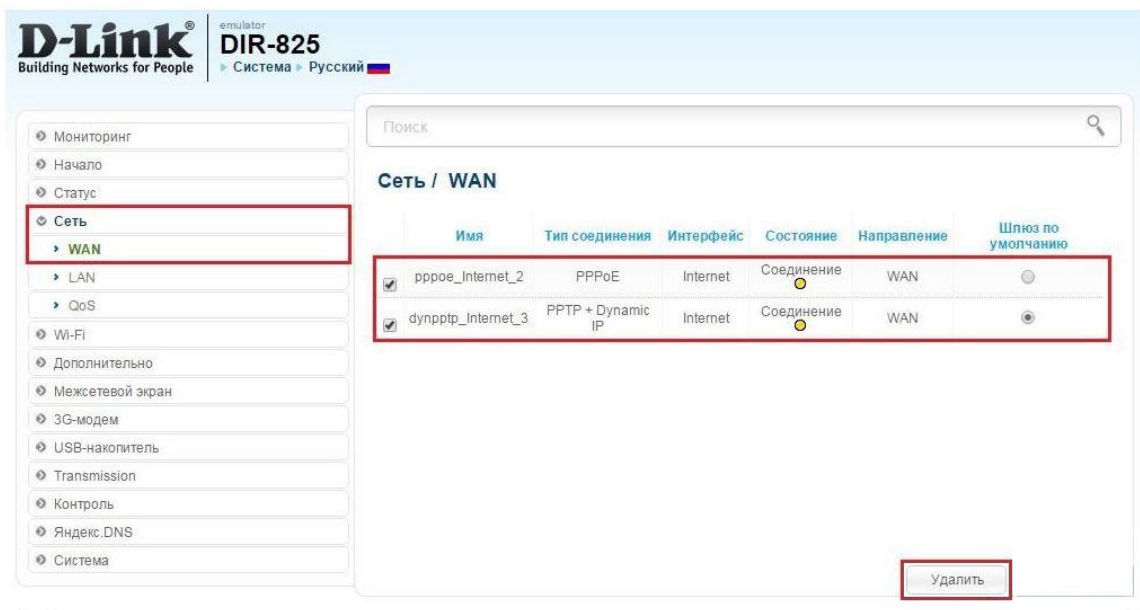 D-Link®
Building Networks for People
emulator
DIR-825
Система
Русский
Поиск
Мониторинг
Начало
Статус
Сеть
WAN
LAN
QoS
Wi-Fi
Дополнительно
Межсетевой экран
3G-модем
USB-накопитель
Transmission
Контроль
Яндекс.DNS
Система
Сеть / WAN
Имя Тип соединения Интерфейс Состояние Направление Шлюз по умолчанию
pppoe_Internet_2 PPPoE Internet Соединение WAN
dynpptp_Internet_3 PPTP + Dynamic IP Internet Соединение WAN
Удалить